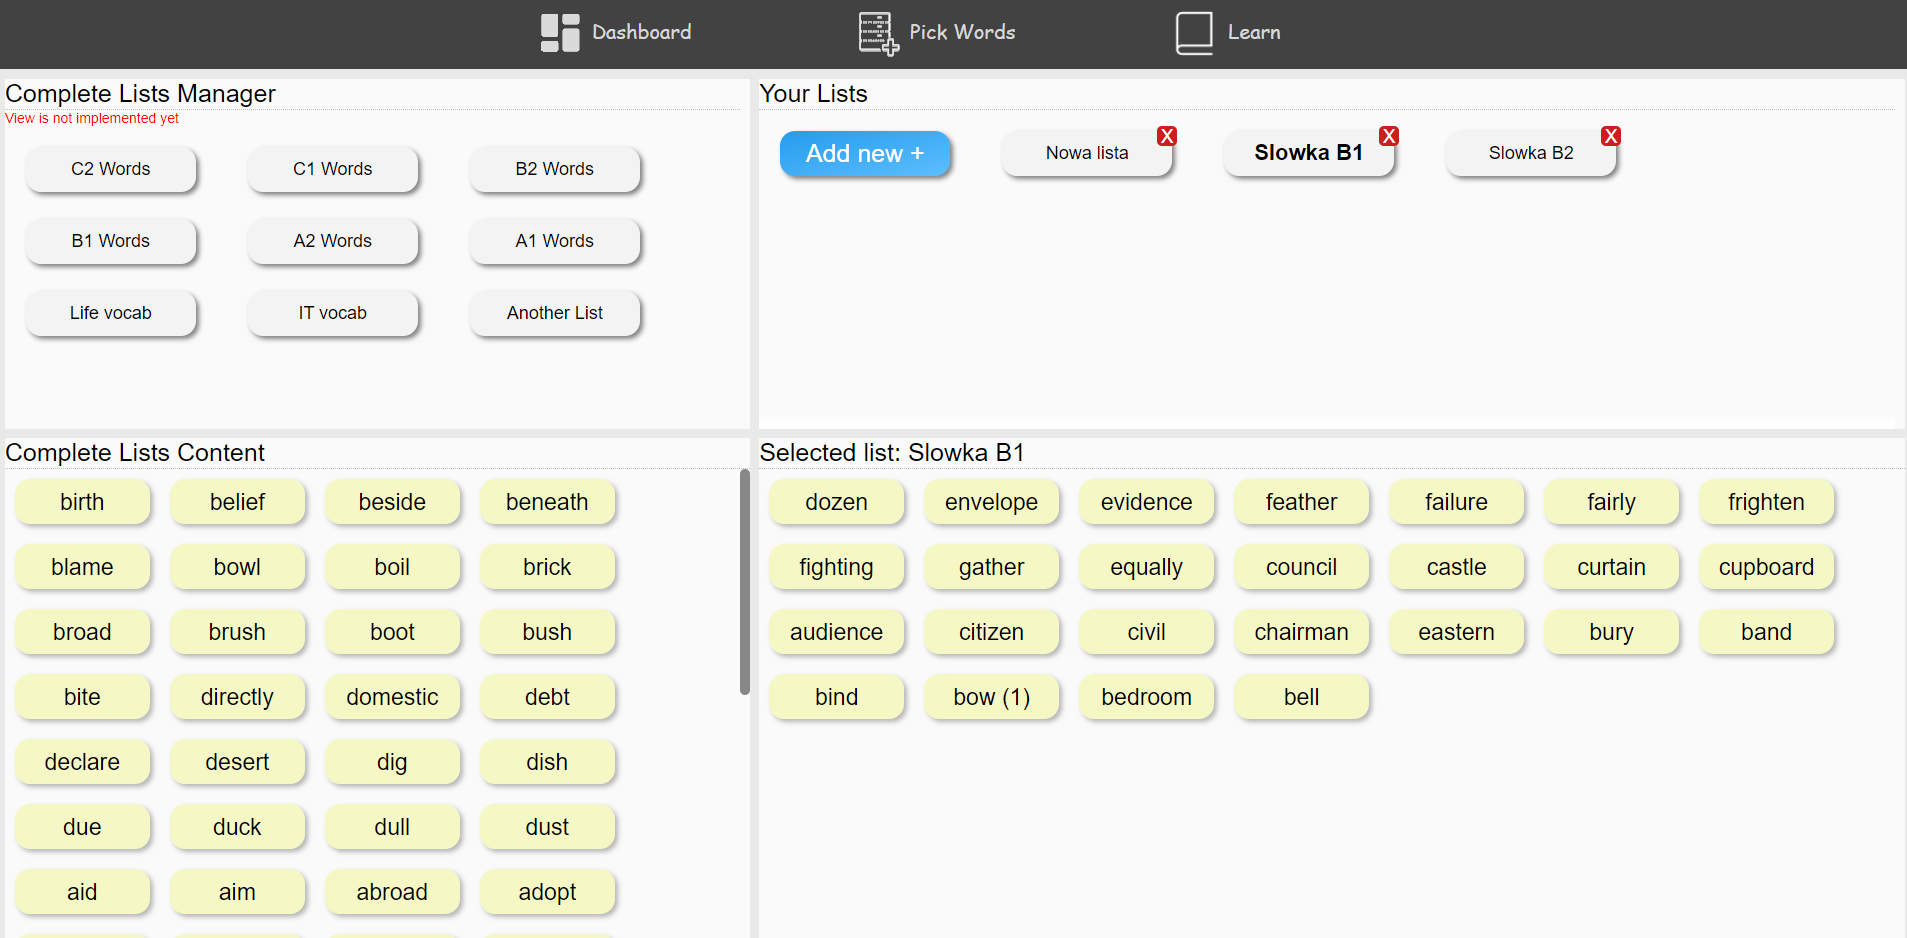 Dashboard Pick Words Learn
Complete Lists Manager
View is not implemented yet
C2 Words C1 Words B2 Words
B1 Words A2 Words A1 Words
Life vocab IT vocab Another List
Your Lists
Add new + Nowa lista X Slowka B1 X Slowka B2 X
Complete Lists Content
birth belief beside beneath
blame bowl boil brick
broad brush boot bush
bite directly domestic debt
declare desert dig dish
due duck dull dust
aid aim abroad adopt
Selected list: Slowka B1
dozen envelope evidence feather failure fairly frighten
fighting gather equally council castle curtain cupboard
audience citizen civil chairman eastern bury band
bind bow (1) bedroom bell